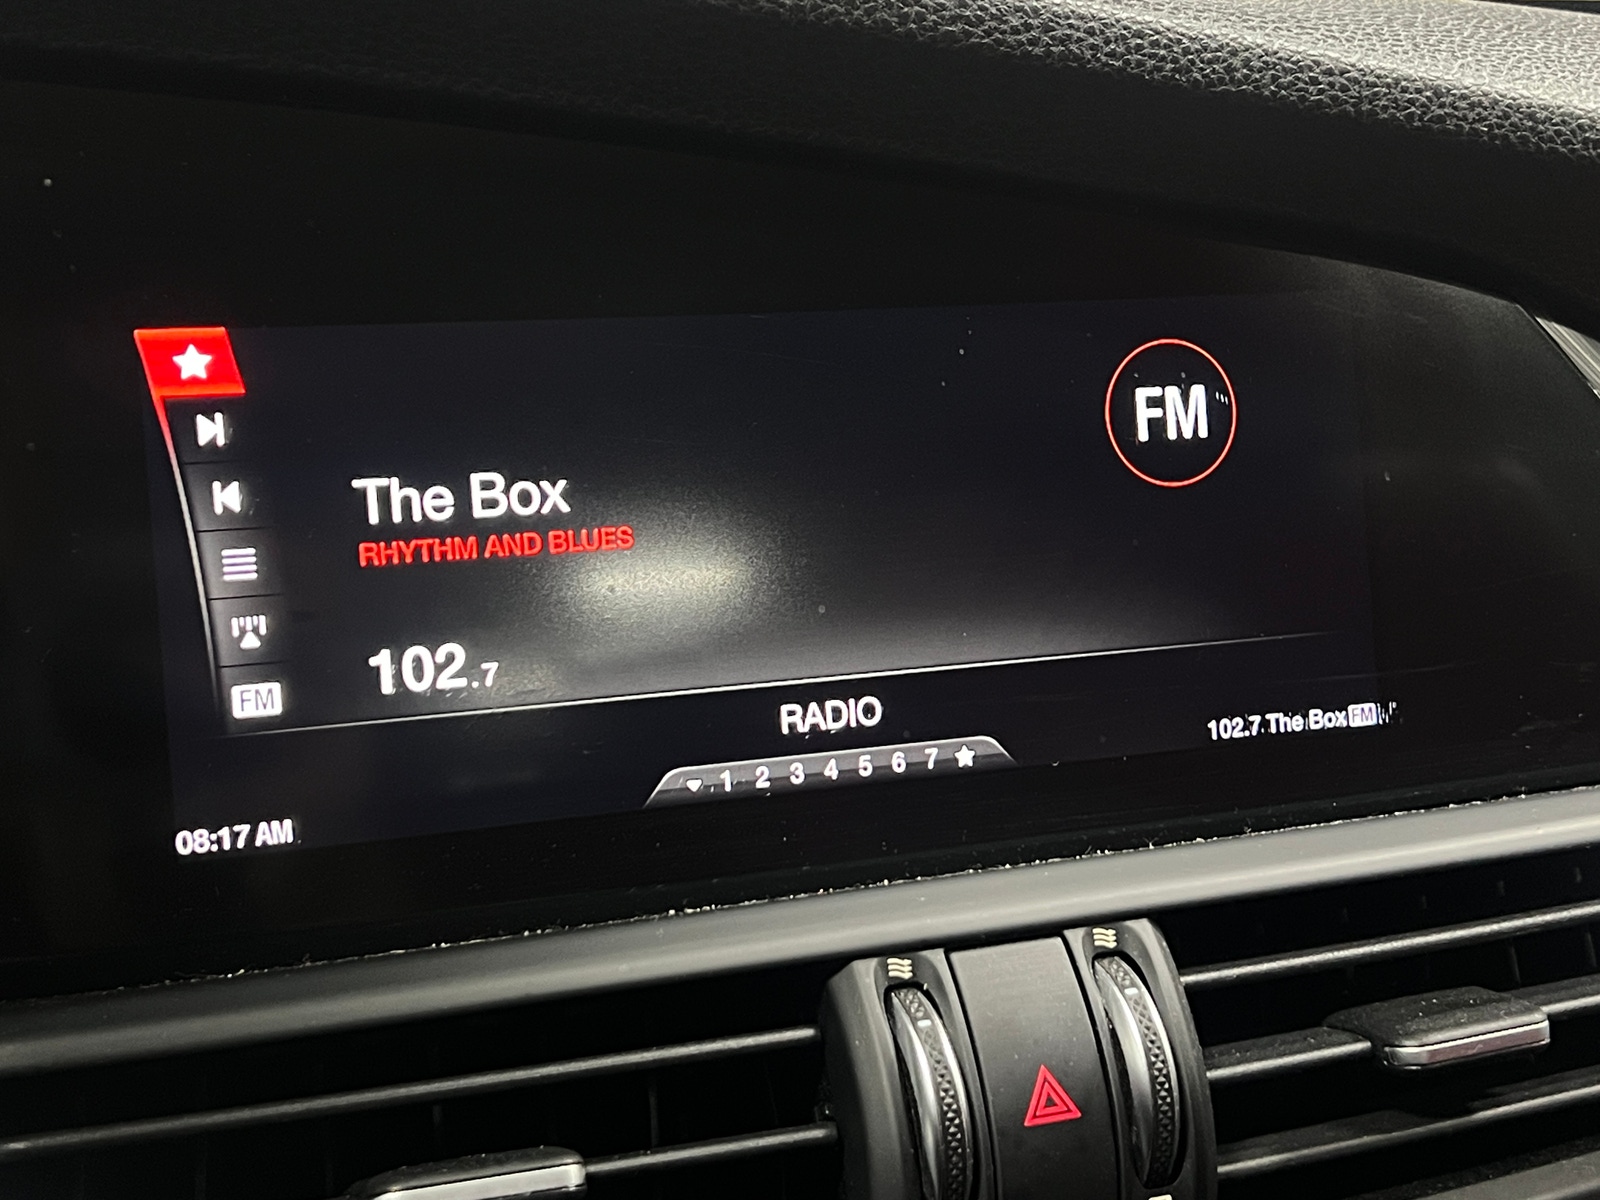 FM
The Box
RHYTHM AND BLUES
102.7
FM
RADIO
102.7 The Box FM
1 2 3 4 5 6 7
08:17 AM